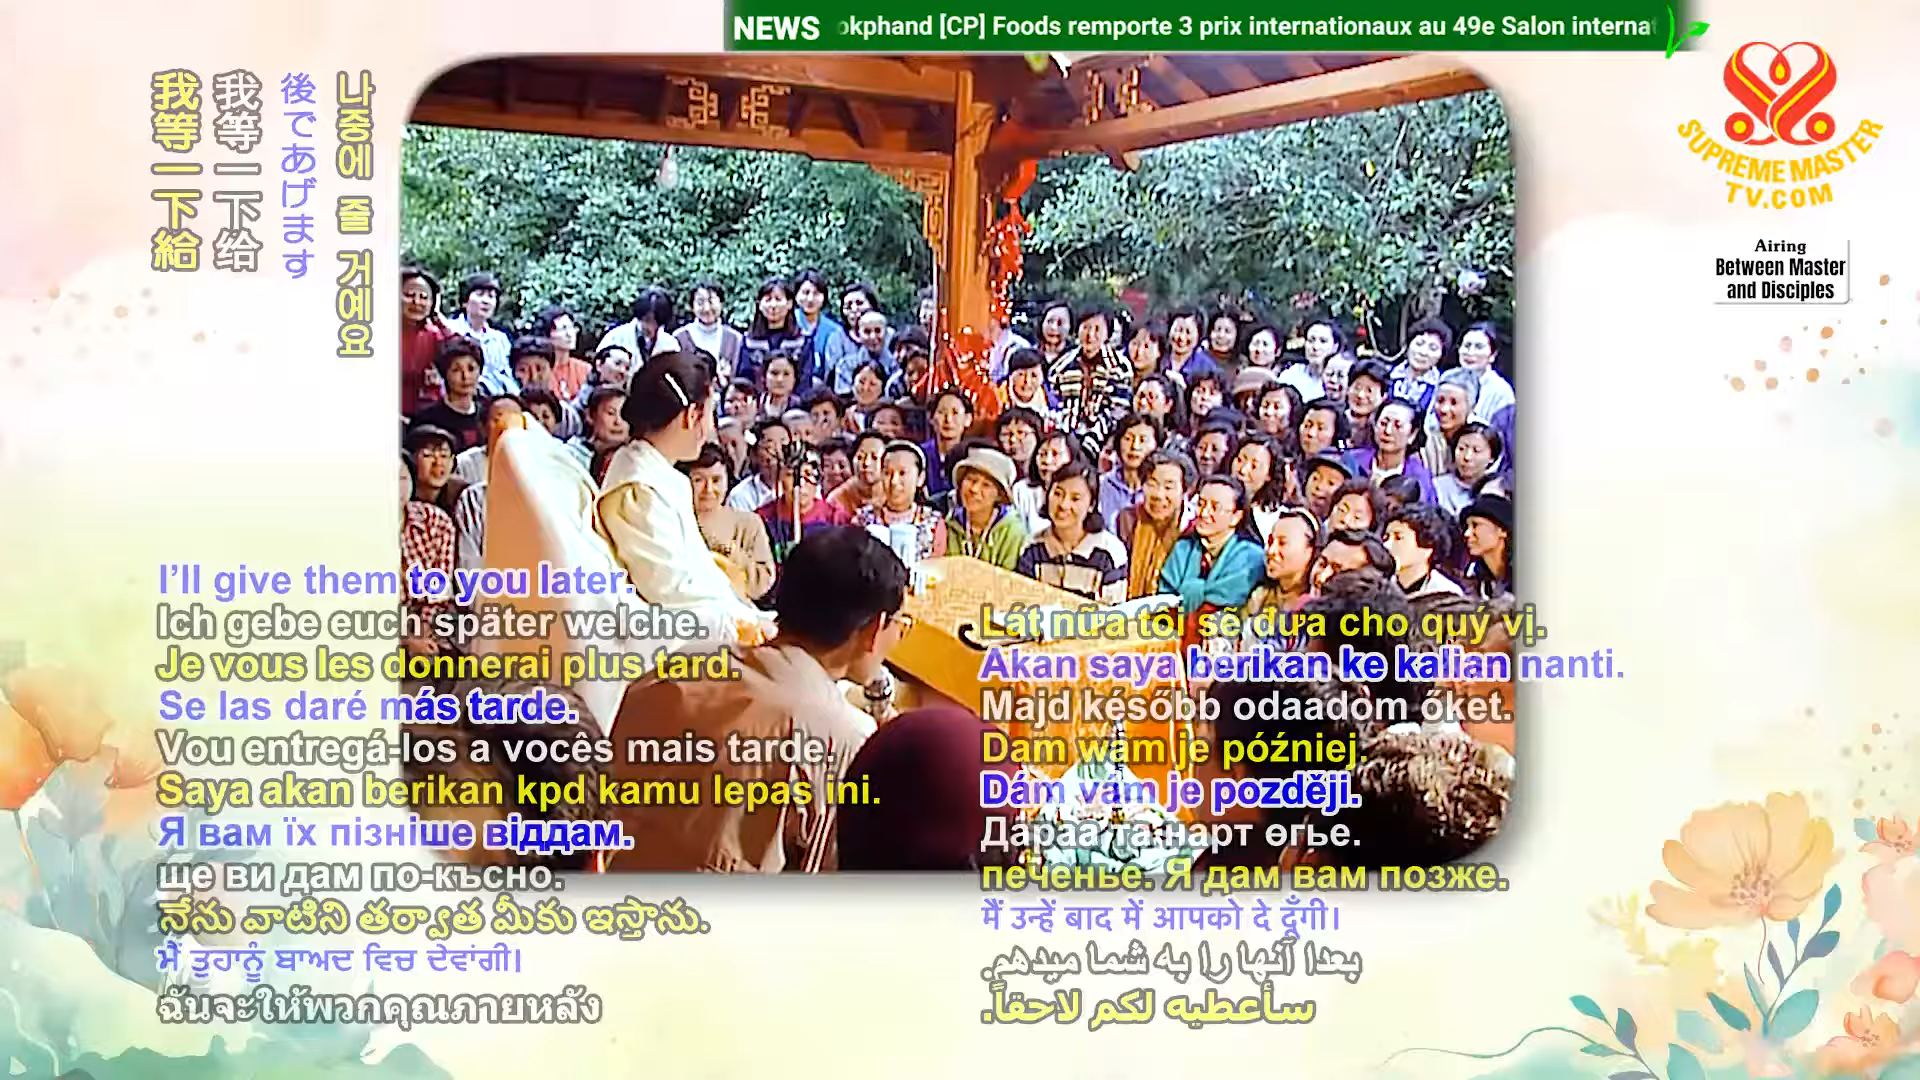 NEWS okphand [CP] Foods remporte 3 prix internationaux au 49e Salon internat
SUPREME MASTER
TV.COM
Airing
Between Master
and Disciples
나중에 줄 거예요
後であげます
我等一下给
我等一下給
I’ll give them to you later.
Ich gebe euch später welche.
Je vous les donnerai plus tard.
Se las daré más tarde.
Vou entregá-los a vocês mais tarde.
Saya akan berikan kpd kamu lepas ini.
Я вам їх пізніше віддам.
ще ви дам по-късно.
నేను వాటిని తర్వాత మీకు ఇస్తాను.
ਮੈਂ ਤੁਹਾਨੂੰ ਬਾਅਦ ਵਿਚ ਦੇਵਾਂਗੀ।
ฉันจะให้พวกคุณภายหลัง
Lát nữa tôi sẽ đưa cho quý vị.
Akan saya berikan ke kalian nanti.
Majd később odaadom őket.
Dam wam je później.
Dám vám je později.
Дараа та нарт өгье.
печенье. Я дам вам позже.
मैं उन्हें बाद में आपको दे दूँगी।
بعدا آنها را به شما میدهم.
سأعطيه لكم لاحقاً.